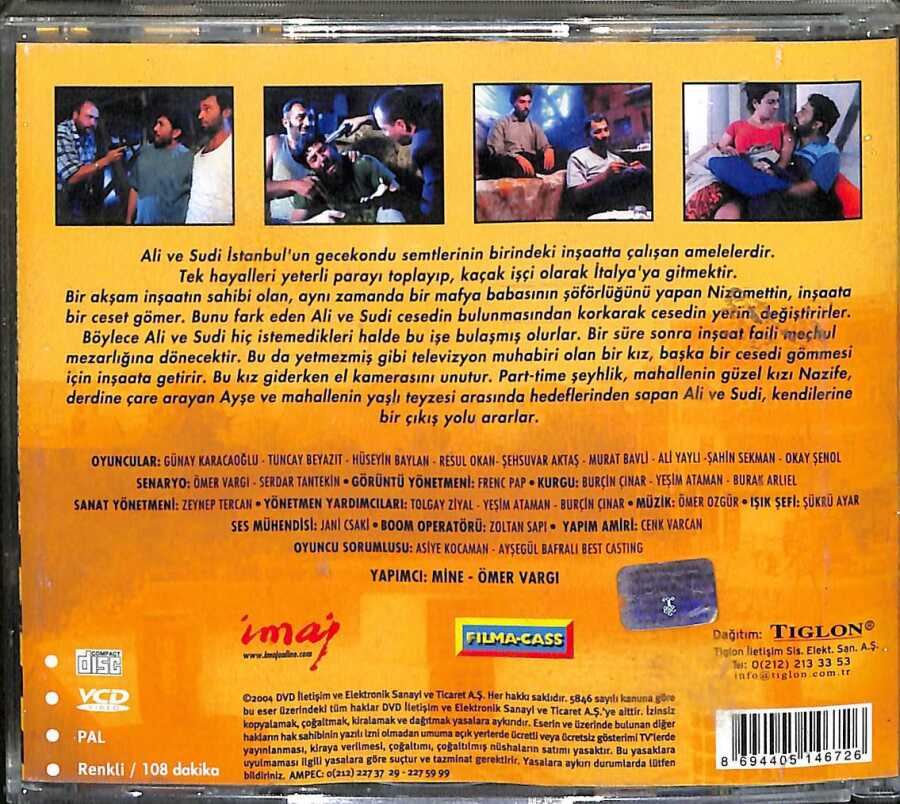 Ali ve Sudi İstanbul'un gecekondu semtlerinin birindeki inşaatta çalışan amelelerdir.
Tek hayalleri yeterli parayı toplayıp, kaçak işçi olarak İtalya'ya gitmektir.
Bir akşam inşaatın sahibi olan, aynı zamanda bir mafya babasının şöförlüğünü yapan Nizamettin, inşaata
bir ceset gömer. Bunu fark eden Ali ve Sudi cesedin bulunmasından korkarak cesedin yerini değiştirirler.
Böylece Ali ve Sudi hiç istemedikleri halde bu işe bulaşmış olurlar. Bir süre sonra inşaat faili meçhul
mezarlığına dönecektir. Bu da yetmezmiş gibi televizyon muhabiri olan bir kız, başka bir cesedi gömmesi
için inşaata getirir. Bu kız giderken el kamerasını unutur. Part-time şeyhlik, mahallenin güzel kızı Nazife,
derdine çare arayan Ayşe ve mahallenin yaşlı teyzesi arasında hedeflerinden sapan Ali ve Sudi, kendilerine
bir çıkış yolu ararlar.
OYUNCULAR: GÜNAY KARACAOĞLU - TUNCAY BEYAZIT - HÜSEYİN BAYLAN - RESUL OKAN- ŞEHSUVAR AKTAŞ - MURAT BAVLİ - ALİ YAYLI -ŞAHİN SEKMAN - OKAY ŞENOL
SENARYO: ÖMER VARGI - SERDAR TANTEKİN • GÖRÜNTÜ YÖNETMENİ: FRENC PAP • KURGU: BURÇİN ÇINAR - YEŞİM ATAMAN - BURAK ARLIEL
SANAT YÖNETMENİ: ZEYNEP TERCAN • YÖNETMEN YARDIMCILARI: TOLGAY ZİYAL - YEŞİM ATAMAN - BURÇİN ÇINAR • MÜZİK: ÖMER OZGÜR • IŞIK ŞEFİ: ŞÜKRÜ AYAR
SES MÜHENDİSİ: JANİ CSAKİ • BOOM OPERATÖRÜ: ZOLTAN SAPI • YAPIM AMİRİ: CENK VARCAN
OYUNCU SORUMLUSU: ASİYE KOCAMAN - AYŞEGÜL BAFRALI BEST CASTING
YAPIMCI: MİNE - ÖMER VARGI
imaj
www.imajonline.com
FILMA-CASS
Dağıtım: TIGLON®
Tiglon İletişim Sis. Elekt. San. A.Ş.
Tel: 0(212) 213 33 53
info@tiglon.com.tr
COMPACT
disc
VCD
VIDEO
PAL
Renkli / 108 dakika
©2004 DVD İletişim ve Elektronik Sanayi ve Ticaret A.Ş. Her hakkı saklıdır. 5846 sayılı kanuna göre
bu eser üzerindeki tüm haklar DVD İletişim ve Elektronik Sanayi ve Ticaret A.Ş.'ye aittir. İzinsiz
kopyalamak, çoğaltmak, kiralamak ve dağıtmak yasalara aykırıdır. Eserin ve üzerinde bulunan diğer
hakların hak sahibinin yazılı izni olmadan umuma açık yerlerde ücretli veya ücretsiz gösterimi TV'lerde
yayınlanması, kiraya verilmesi, çoğaltımı, çoğaltılmış nüshaların satımı yasaktır. Bu yasaklara
uyulmaması ilgili yasalara göre suçtur ve tazminat gerektirir. Yasalara aykırı durumlarda lütfen
bildiriniz. AMPEC: 0(212) 227 37 29 - 227 59 99
8 694405 146726